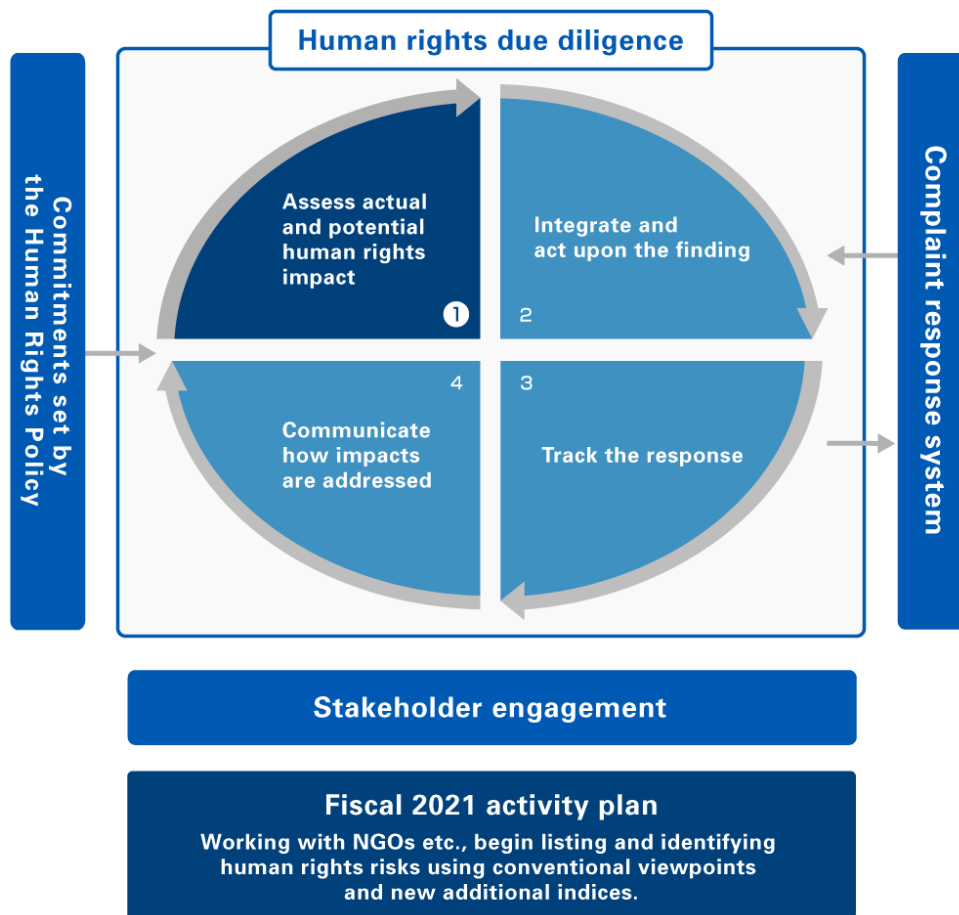 Human rights due diligence
Commitments set by
the Human Rights Policy
Assess actual
and potential
human rights
impact
1
Integrate and
act upon the finding
2
3
Track the response
4
Communicate
how impacts
are addressed
Complaint response system
Stakeholder engagement
Fiscal 2021 activity plan
Working with NGOs etc., begin listing and identifying
human rights risks using conventional viewpoints
and new additional indices.